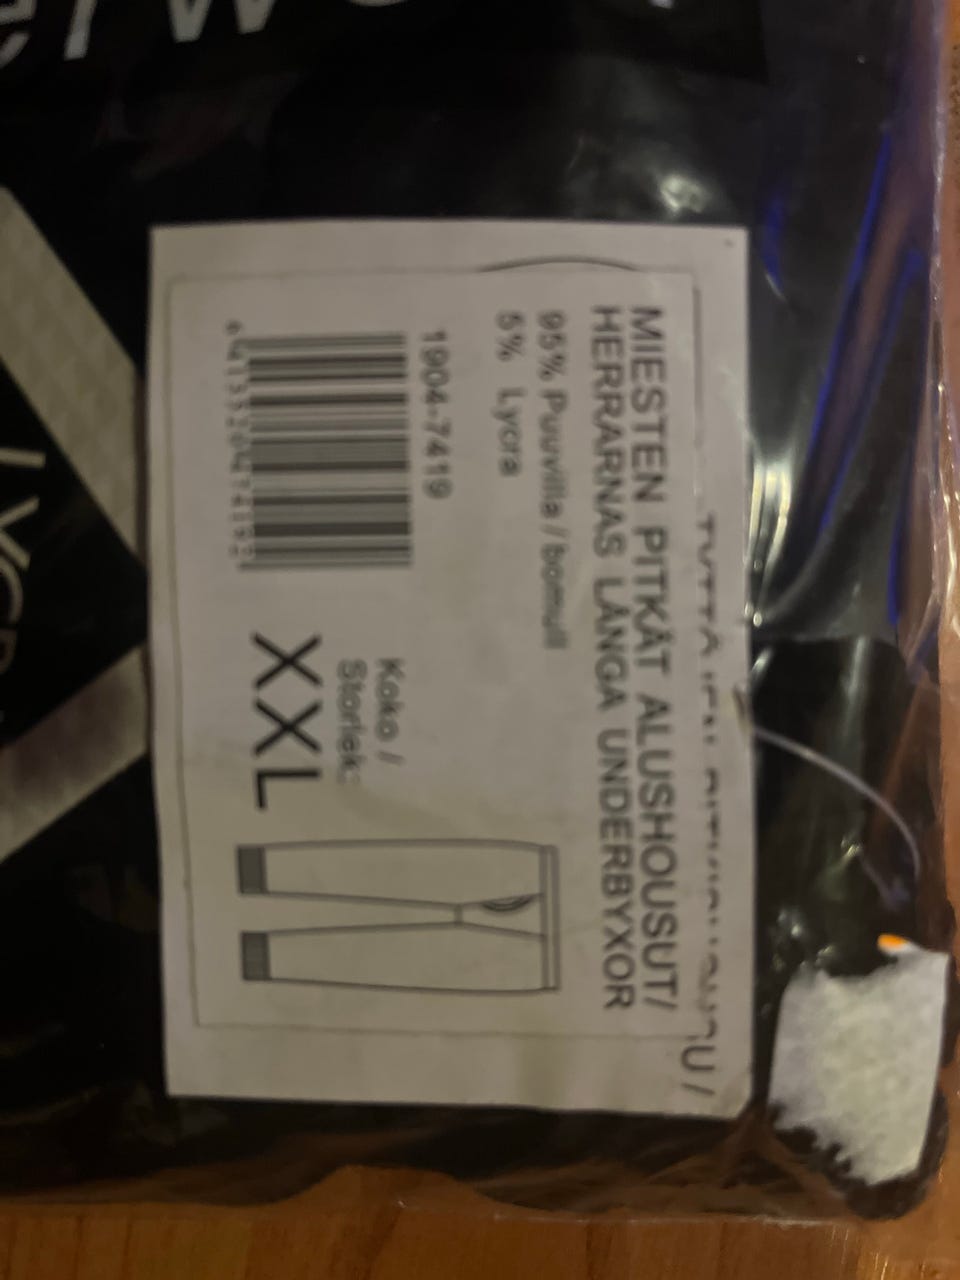 MIESTEN PITKÄT ALUSHOUSUT/
HERRARNAS LÅNGA UNDERBYXOR
95% Puuvilla / bomull
5% Lycra
1904-7419
Koko /
Storlek:
XXL